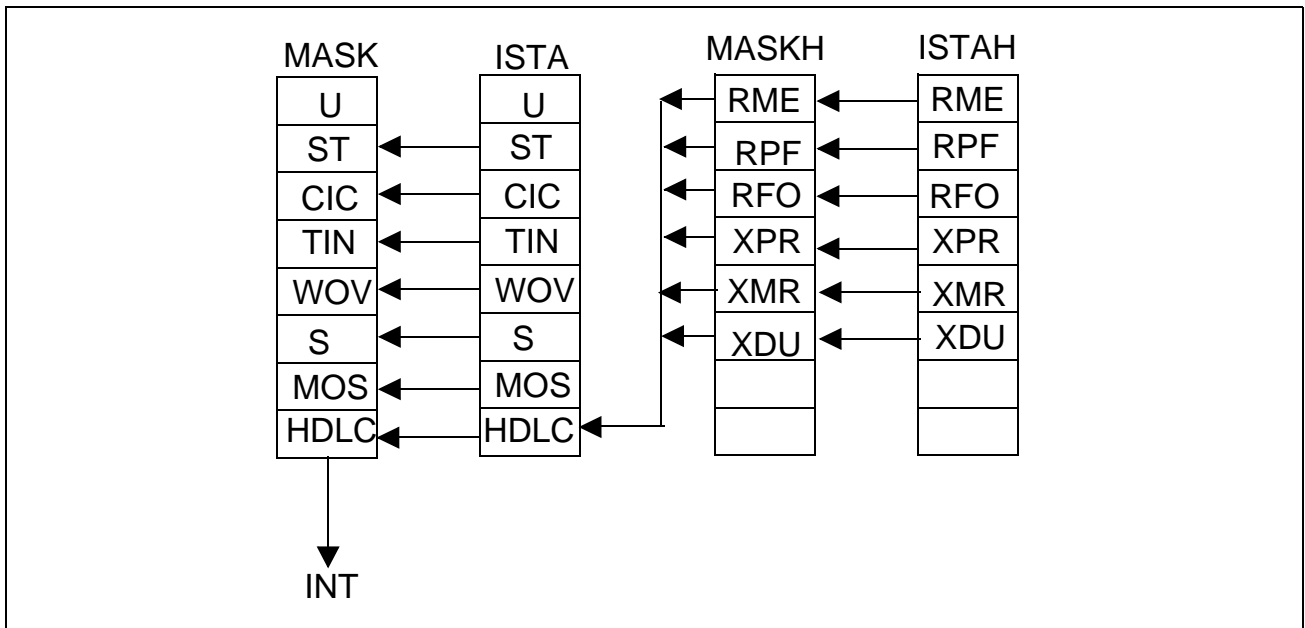 MASK
U
ST
CIC
TIN
WOV
S
MOS
HDLC
INT
ISTA
U
ST
CIC
TIN
WOV
S
MOS
HDLC
MASKH
RME
RPF
RFO
XPR
XMR
XDU
ISTAH
RME
RPF
RFO
XPR
XMR
XDU